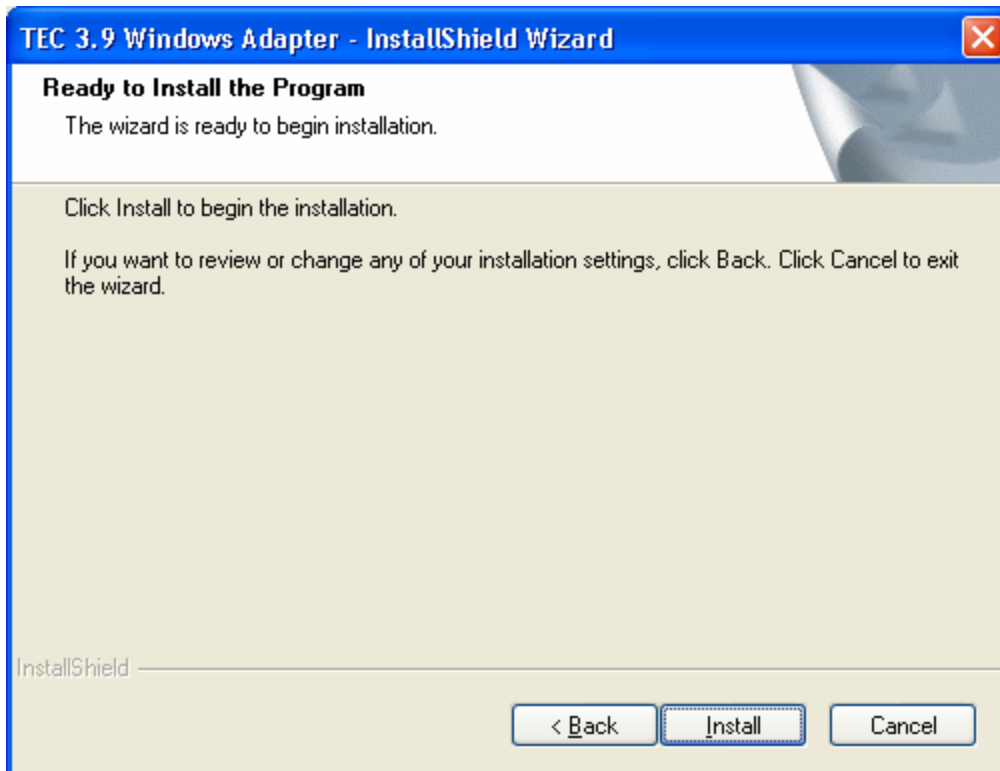 TEC 3.9 Windows Adapter - InstallShield Wizard
Ready to Install the Program
The wizard is ready to begin installation.
Click Install to begin the installation.
If you want to review or change any of your installation settings, click Back. Click Cancel to exit
the wizard.
InstallShield
< Back
Install
Cancel